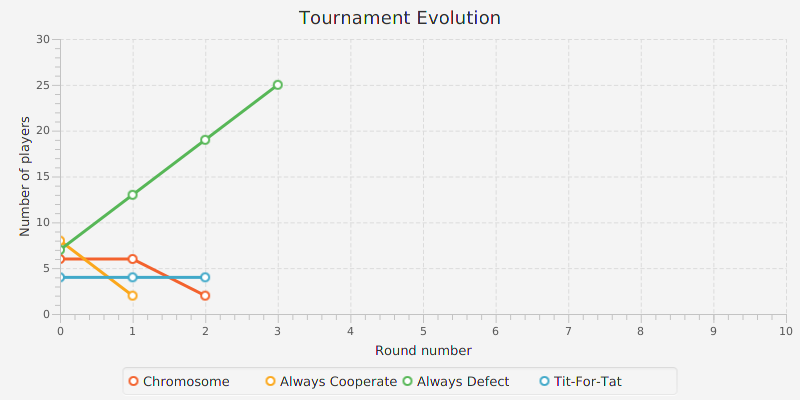 Tournament Evolution
30
25
20
15
10
5
0
Number of players
0 1 2 3 4 5 6 7 8 9 10
Round number
Chromosome Always Cooperate Always Defect Tit-For-Tat